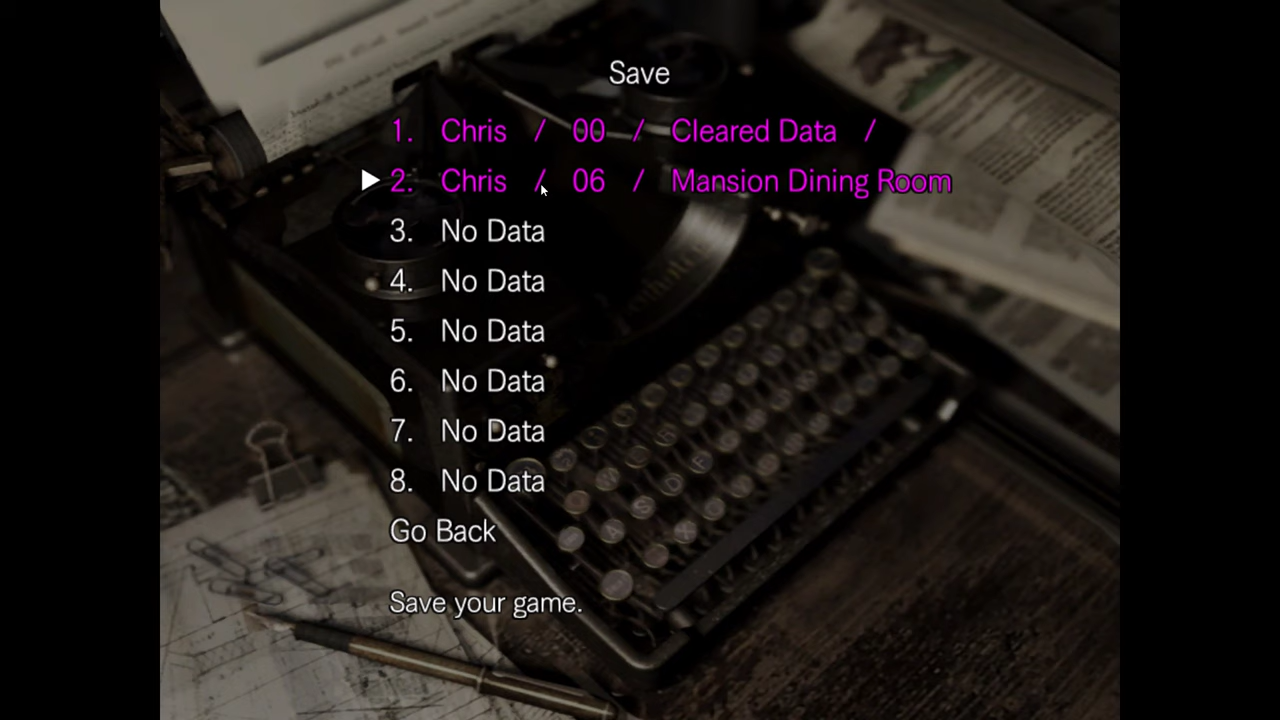 Save
1. Chris / 00 / Cleared Data /
2. Chris / 06 / Mansion Dining Room
3. No Data
4. No Data
5. No Data
6. No Data
7. No Data
8. No Data
Go Back
Save your game.